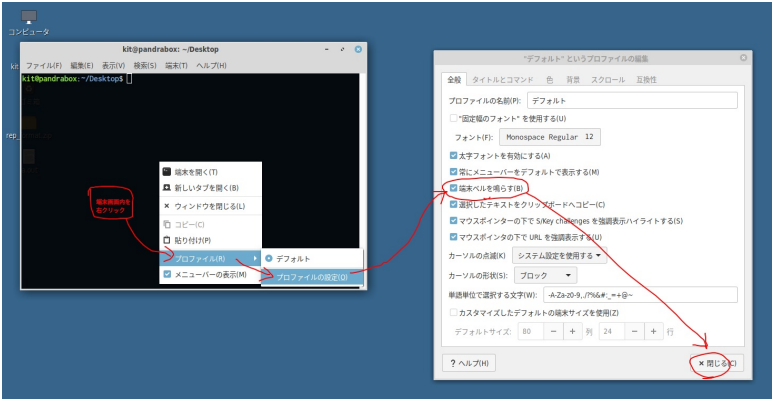 コンピュータ
kit@pandrabox: ~/Desktop
ファイル(F) 編集(E) 表示(V) 検索(S) 端末(T) ヘルプ(H)
kit@pandrabox:~/Desktop$
kit
rep_
端末画面内を
右クリック
端末を開く(T)
新しいタブを開く(B)
ウィンドウを閉じる(L)
コピー(C)
貼り付け(P)
プロファイル(R)
メニューバーの表示(M)
デフォルト
プロファイルの設定(O)
"デフォルト" というプロファイルの編集
全般 タイトルとコマンド 色 背景 スクロール 互換性
プロファイルの名前(P): デフォルト
"固定幅のフォント" を使用する(U)
フォント(F): Monospace Regular 12
太字フォントを有効にする(A)
常にメニューバーをデフォルトで表示する(M)
端末ベルを鳴らす(B)
選択したテキストをクリップボードへコピー(C)
マウスポインターの下で S/Key challenges を強調表示ハイライトする(S)
マウスポインタの下で URL を強調表示する(U)
カーソルの点滅(K) システム設定を使用する
カーソルの形状(S): ブロック
単語単位で選択する文字(W): -A-Za-z0-9,./?%&#:_=+@~
カスタマイズしたデフォルトの端末サイズを使用(Z)
デフォルトサイズ: 80 − + 列 24 − + 行
? ヘルプ(H) × 閉じる(C)